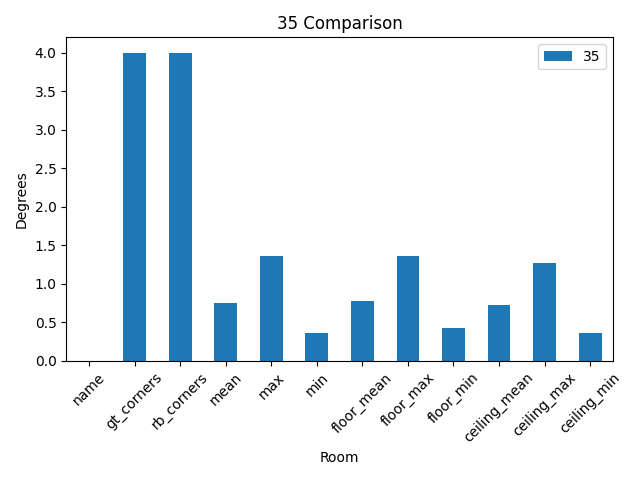 35 Comparison
35
Degrees
4.0
3.5
3.0
2.5
2.0
1.5
1.0
0.5
0.0
name
gt_corners
rb_corners
mean
max
min
floor_mean
floor_max
floor_min
ceiling_mean
ceiling_max
ceiling_min
Room